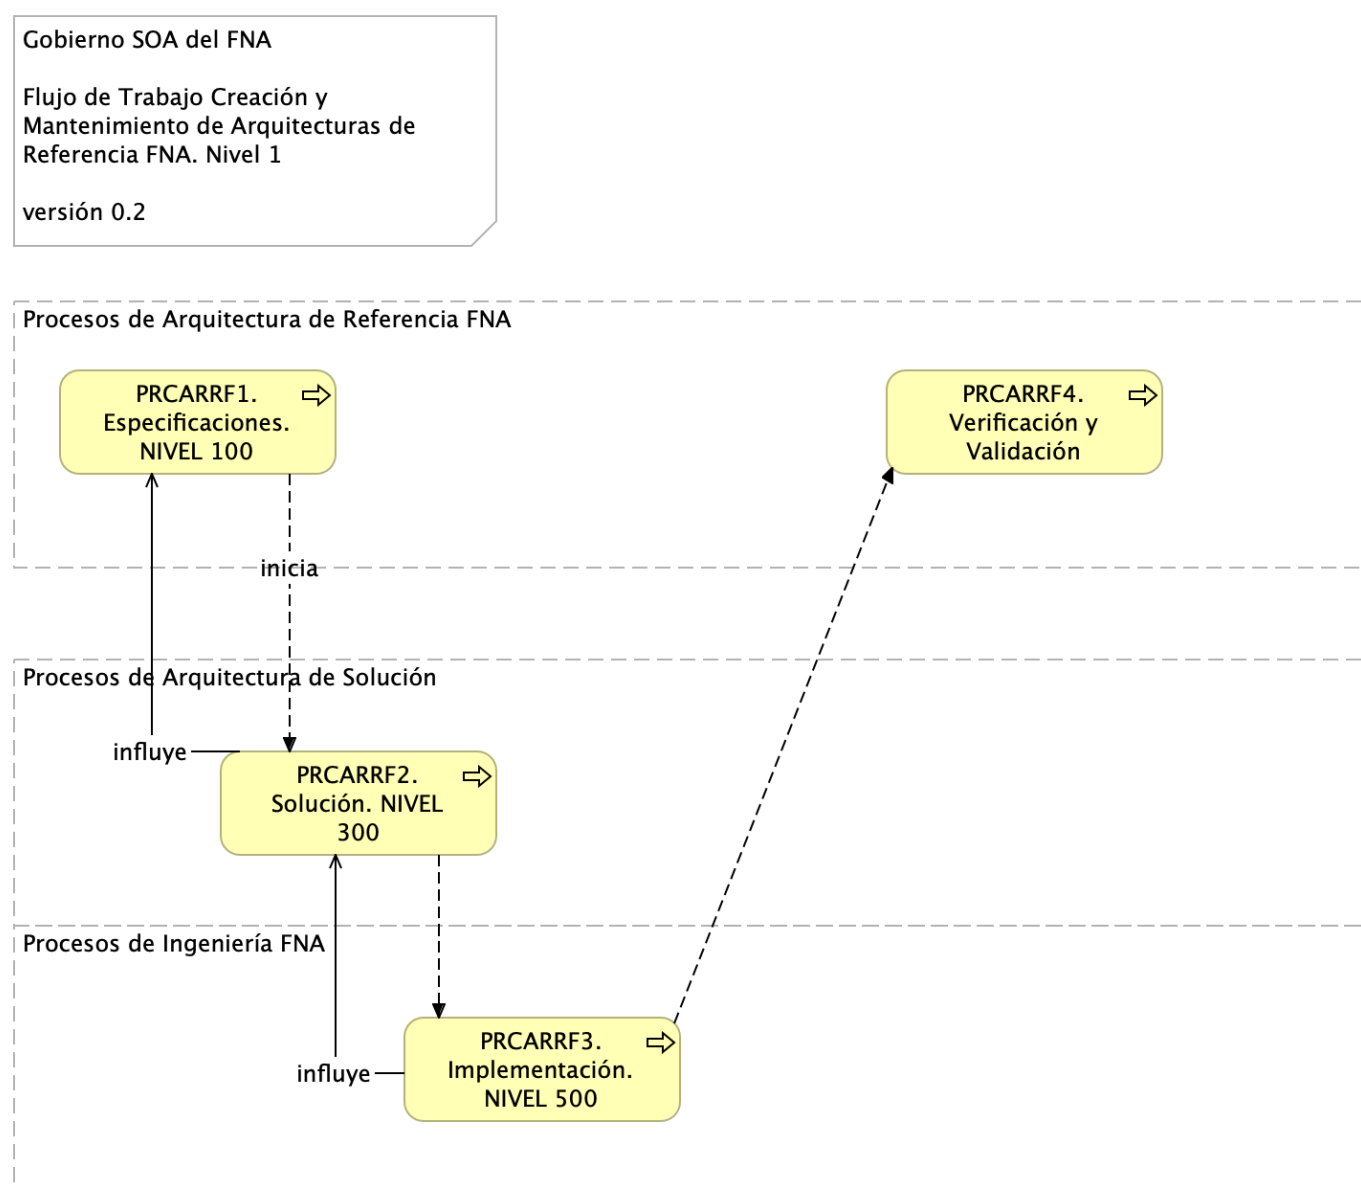 Gobierno SOA del FNA
Flujo de Trabajo Creación y
Mantenimiento de Arquitecturas de
Referencia FNA. Nivel 1
versión 0.2
Procesos de Arquitectura de Referencia FNA
PRCARRF1.
Especificaciones.
NIVEL 100
PRCARRF4.
Verificación y
Validación
inicia
Procesos de Arquitectura de Solución
influye
PRCARRF2.
Solución. NIVEL
300
Procesos de Ingeniería FNA
influye
PRCARRF3.
Implementación.
NIVEL 500